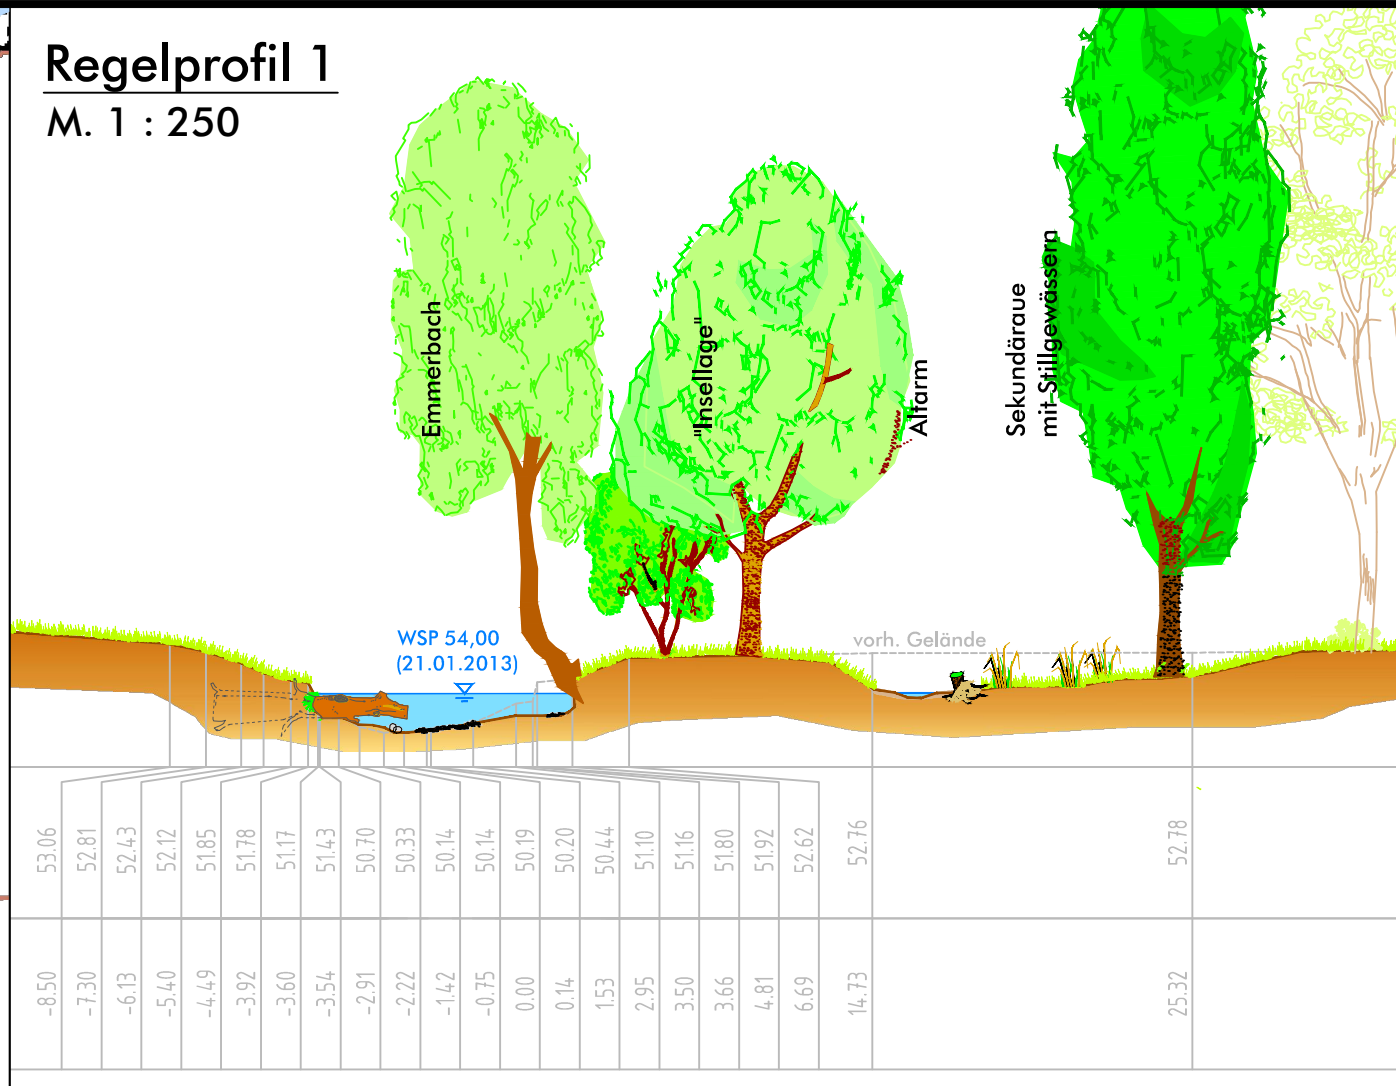 Regelprofil 1
M. 1 : 250
Emmerbach
"Insellage"
Altarm
Sekundäraue
mit Stillgewässern
WSP 54,00
(21.01.2013)
vorh. Gelände
53.06 52.81 52.43 52.12 51.85 51.78 51.17 51.43 50.70 50.33 50.14 50.14 50.19 50.20 50.44 51.10 51.16 51.80 51.92 52.62 52.76 52.78
-8.50 -7.30 -6.13 -5.40 -4.49 -3.92 -3.60 -3.54 -2.91 -2.22 -1.42 -0.75 0.00 0.14 1.53 2.95 3.50 3.66 4.81 6.69 14.73 25.32